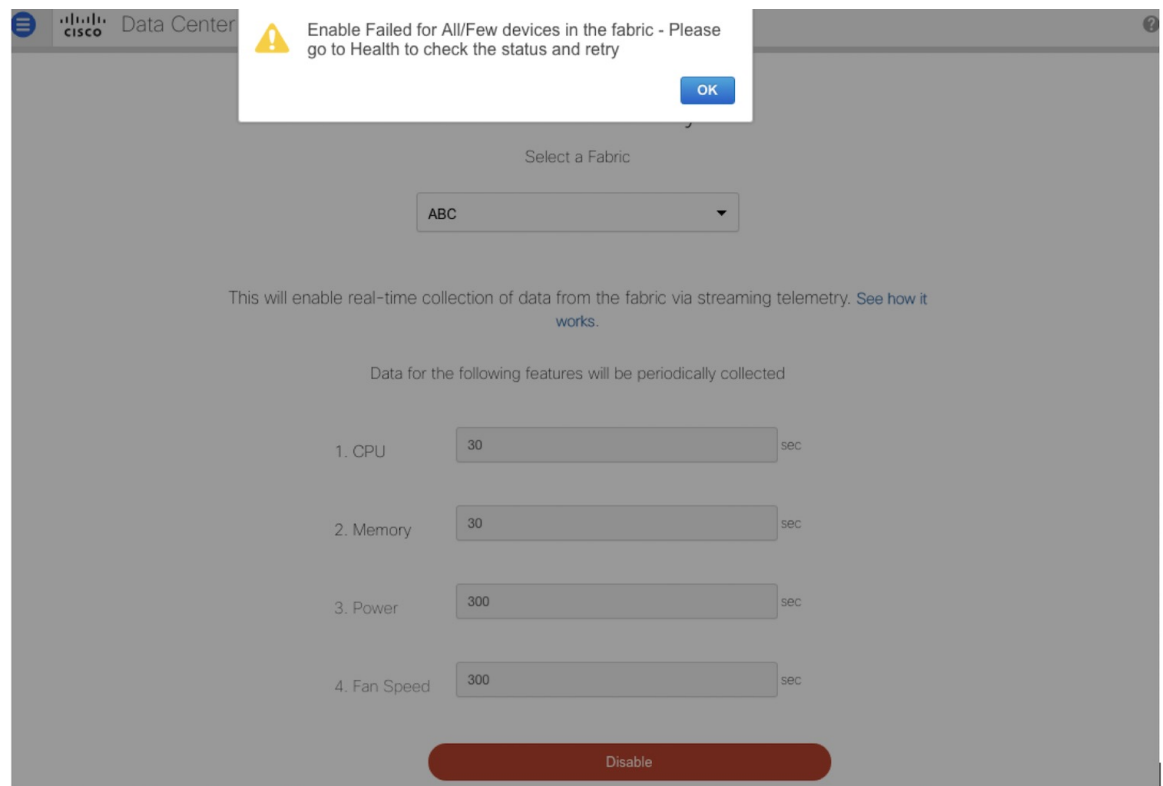 cisco Data Center
Enable Failed for All/Few devices in the fabric - Please
go to Health to check the status and retry
OK
Select a Fabric
ABC
This will enable real-time collection of data from the fabric via streaming telemetry. See how it
works.
Data for the following features will be periodically collected
1. CPU 30 sec
2. Memory 30 sec
3. Power 300 sec
4. Fan Speed 300 sec
Disable